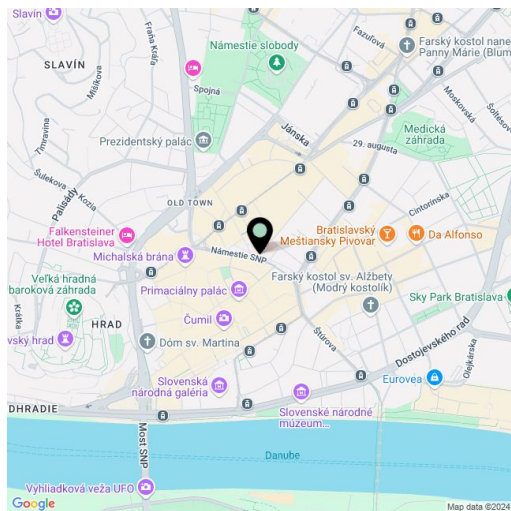 Slavín
Fraňa Kráľa
Námestie slobody
Fazuľová
Farský kostol nane
Panny Márie (Blum
SLAVÍN
Mišíkova
Spojná
Moskovská
Šoltésove
Jánska
Medická
záhrada
Timravina
Prezidentský palác
29. augusta
Šulekova
Kozia
Palisády
OLD TOWN
Cintorínska
Falkensteiner
Hotel Bratislava
Bratislavský
Meštiansky Pivovar
Da Alfonso
Michalská brána
Námestie SNP
Veľká hradná
baroková záhrada
Farský kostol sv. Alžbety
(Modrý kostolík)
Primaciálny palác
Sky Park Bratislava
Krátka
HRAD
Čumil
vský hrad
Dóm sv. Martina
Štúrova
Dostojevského rad
Olejkárska
Slovenská
národná galéria
Eurovea
DHRADIE
Slovenské národné
múzeum...
Most SNP
Danube
Vyhliadková veža UFO
Google
Map data ©2024